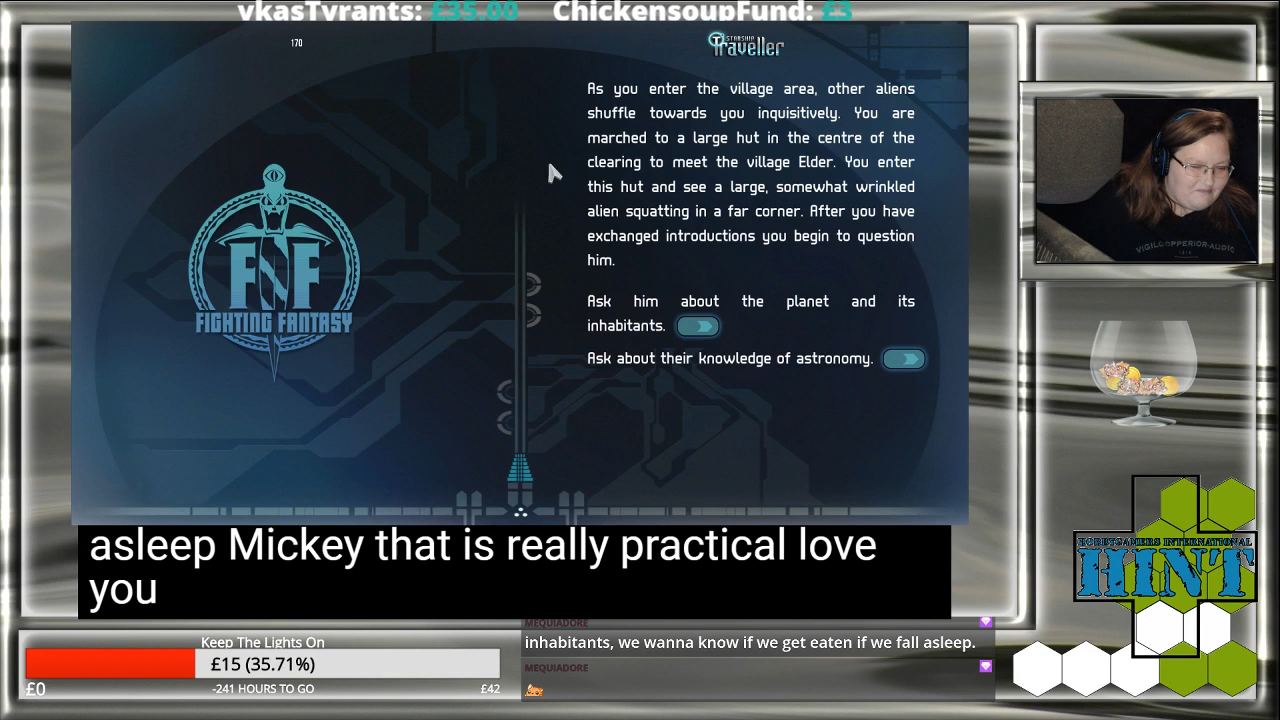 vkasTyrants: £35.00 ChickensoupFund: £3
170
STARSHIP
Traveller
As you enter the village area, other aliens
shuffle towards you inquisitively. You are
marched to a large hut in the centre of the
clearing to meet the village Elder. You enter
this hut and see a large, somewhat wrinkled
alien squatting in a far corner. After you have
exchanged introductions you begin to question
him.
Ask him about the planet and its
inhabitants.
Ask about their knowledge of astronomy.
FF
FIGHTING FANTASY
asleep Mickey that is really practical love
you
MEQUIADORE
inhabitants, we wanna know if we get eaten if we fall asleep.
MEQUIADORE
Keep The Lights On
£15 (35.71%)
£0
-241 HOURS TO GO
£42
HINT